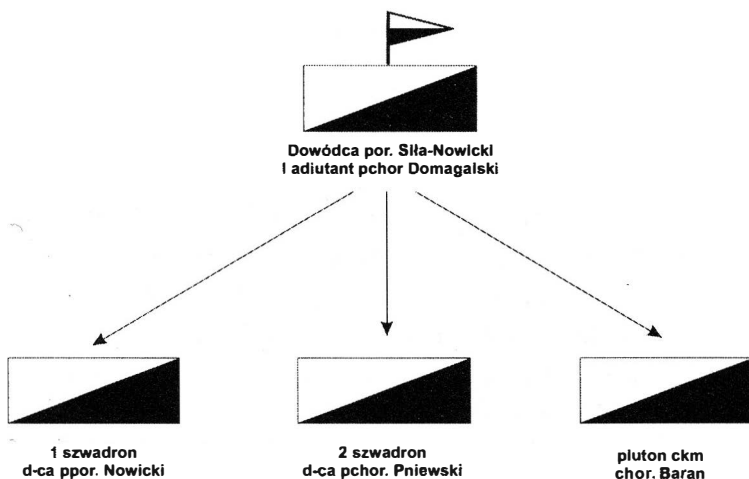 Dowódca por. Siła-Nowicki
I adiutant pchor Domagalski
1 szwadron
d-ca ppor. Nowicki
2 szwadron
d-ca pchor. Pniewski
pluton ckm
chor. Baran